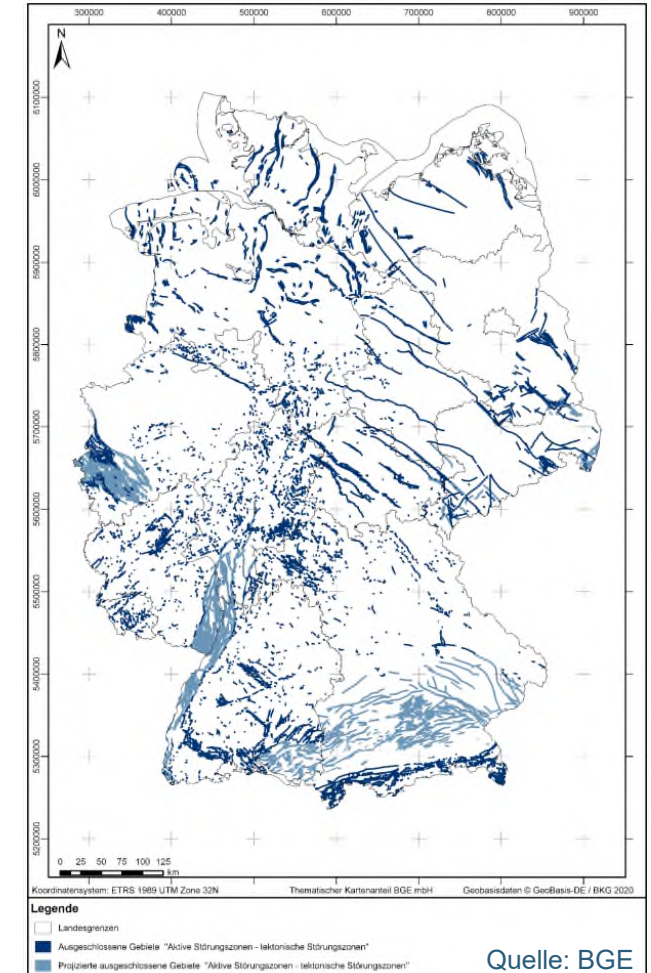 300000 400000 500000 600000 700000 800000 900000
N
6100000
6000000
5900000
5800000
5700000
5600000
5500000
5400000
5300000
5200000
0 25 50 75 100 125
km
Koordinatensystem: ETRS 1989 UTM Zone 32N Thematischer Kartenanteil BGE mbH Geobasisdaten © GeoBasis-DE / BKG 2020
Legende
Landesgrenzen
Ausgeschlossene Gebiete "Aktive Störungszonen - tektonische Störungszonen"
Projizierte ausgeschlossene Gebiete "Aktive Störungszonen - tektonische Störungszonen"
Quelle: BGE